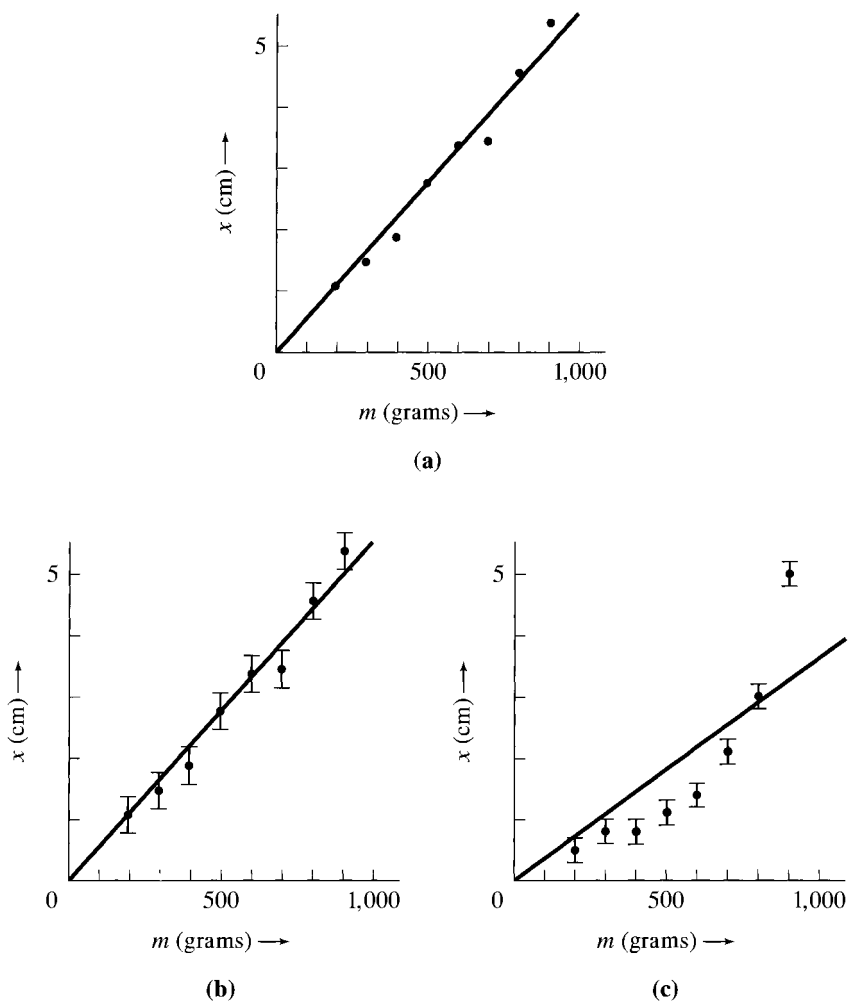 5
x (cm) →
0 500 1,000
m (grams) →
(a)
5
x (cm) →
0 500 1,000
m (grams) →
(b)
5
x (cm) →
0 500 1,000
m (grams) →
(c)